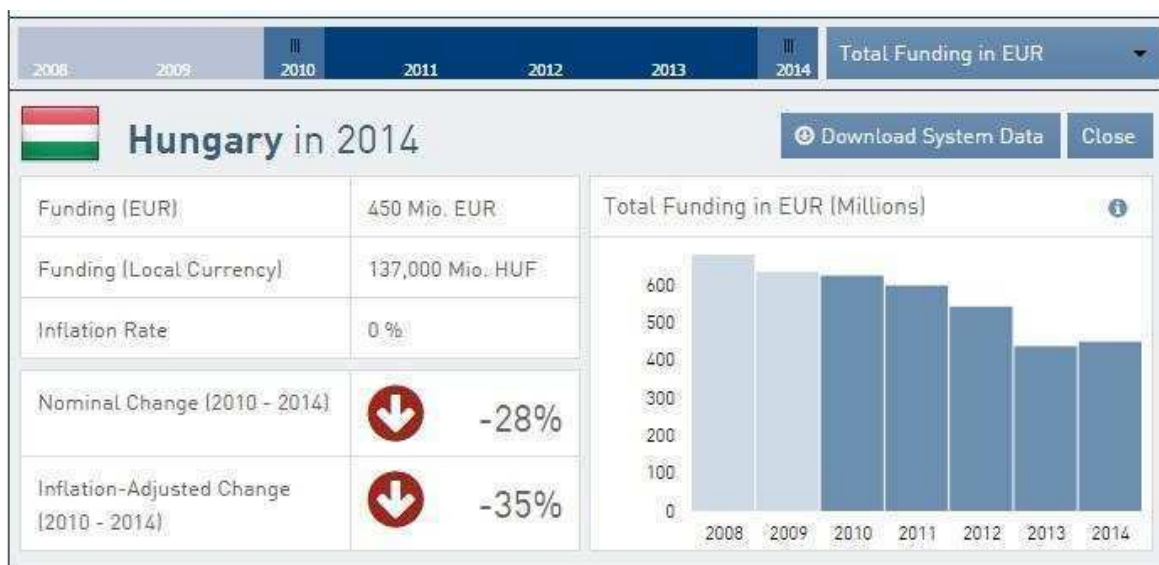 2008 2009 2010 2011 2012 2013 2014 Total Funding in EUR
Hungary in 2014 Download System Data Close
Funding (EUR) 450 Mio. EUR
Funding (Local Currency) 137,000 Mio. HUF
Inflation Rate 0 %
Nominal Change (2010 - 2014) -28%
Inflation-Adjusted Change
(2010 - 2014) -35%
Total Funding in EUR (Millions)
600
500
400
300
200
100
0
2008 2009 2010 2011 2012 2013 2014